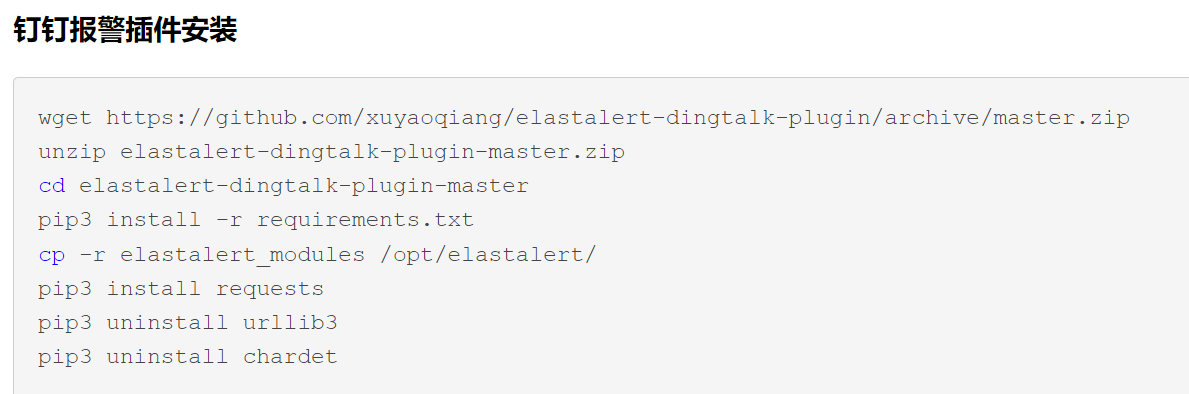 钉钉报警插件安装
wget https://github.com/xuyaoqiang/elastalert-dingtalk-plugin/archive/master.zip
unzip elastalert-dingtalk-plugin-master.zip
cd elastalert-dingtalk-plugin-master
pip3 install -r requirements.txt
cp -r elastalert_modules /opt/elastalert/
pip3 install requests
pip3 uninstall urllib3
pip3 uninstall chardet